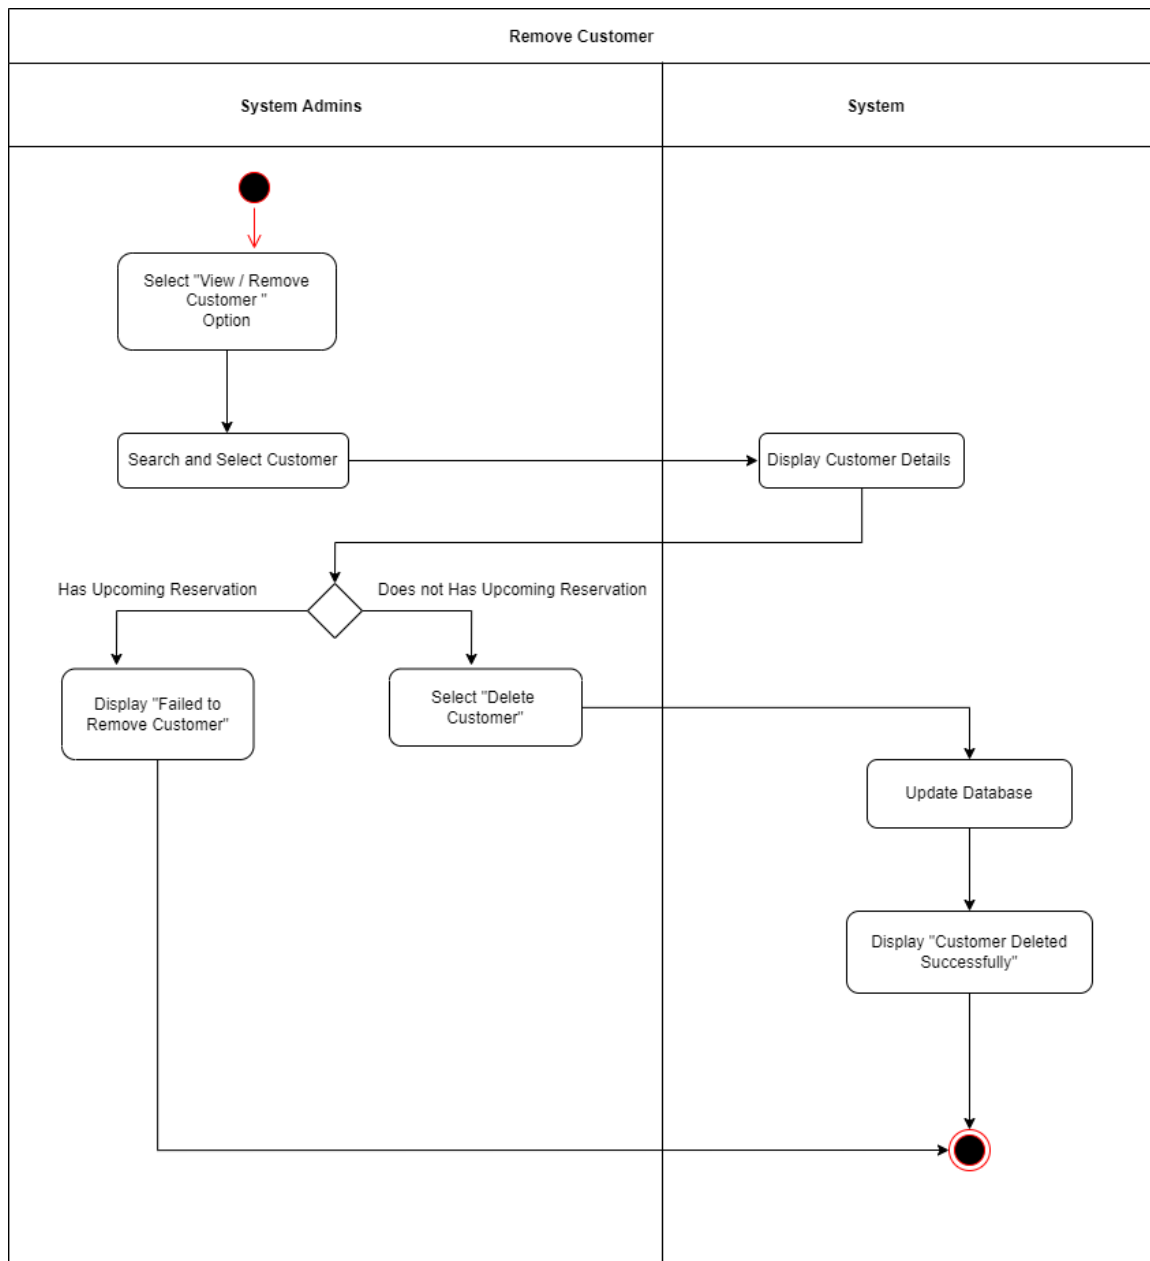 Remove Customer
System Admins
System
Select "View / Remove
Customer "
Option
Search and Select Customer
Display Customer Details
Has Upcoming Reservation
Does not Has Upcoming Reservation
Display "Failed to
Remove Customer"
Select "Delete
Customer"
Update Database
Display "Customer Deleted
Successfully"